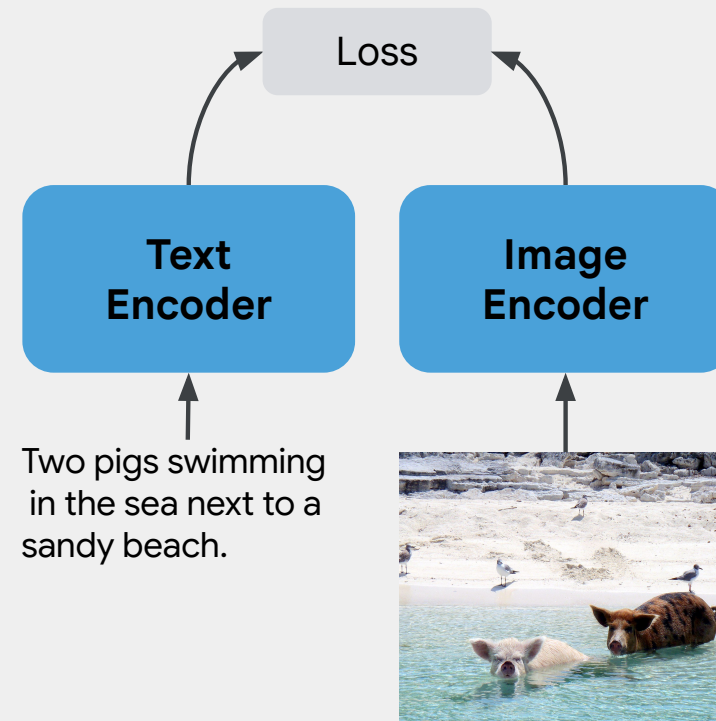 Loss
Text
Encoder
Image
Encoder
Two pigs swimming
in the sea next to a
sandy beach.